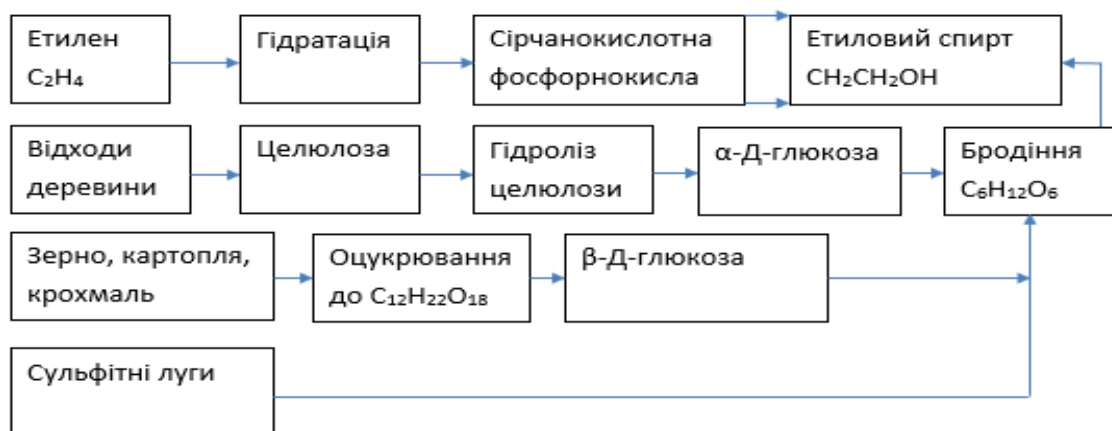 Етилен
C₂H₄
Гідратація
Сірчанокислотна
фосфорнокисла
Етиловий спирт
CH₂CH₂OH
Відходи
деревини
Целюлоза
Гідроліз
целюлози
α-Д-глюкоза
Бродіння
C₆H₁₂O₆
Зерно, картопля,
крохмаль
Оцукрювання
до C₁₂H₂₂O₁₈
β-Д-глюкоза
Сульфітні луги